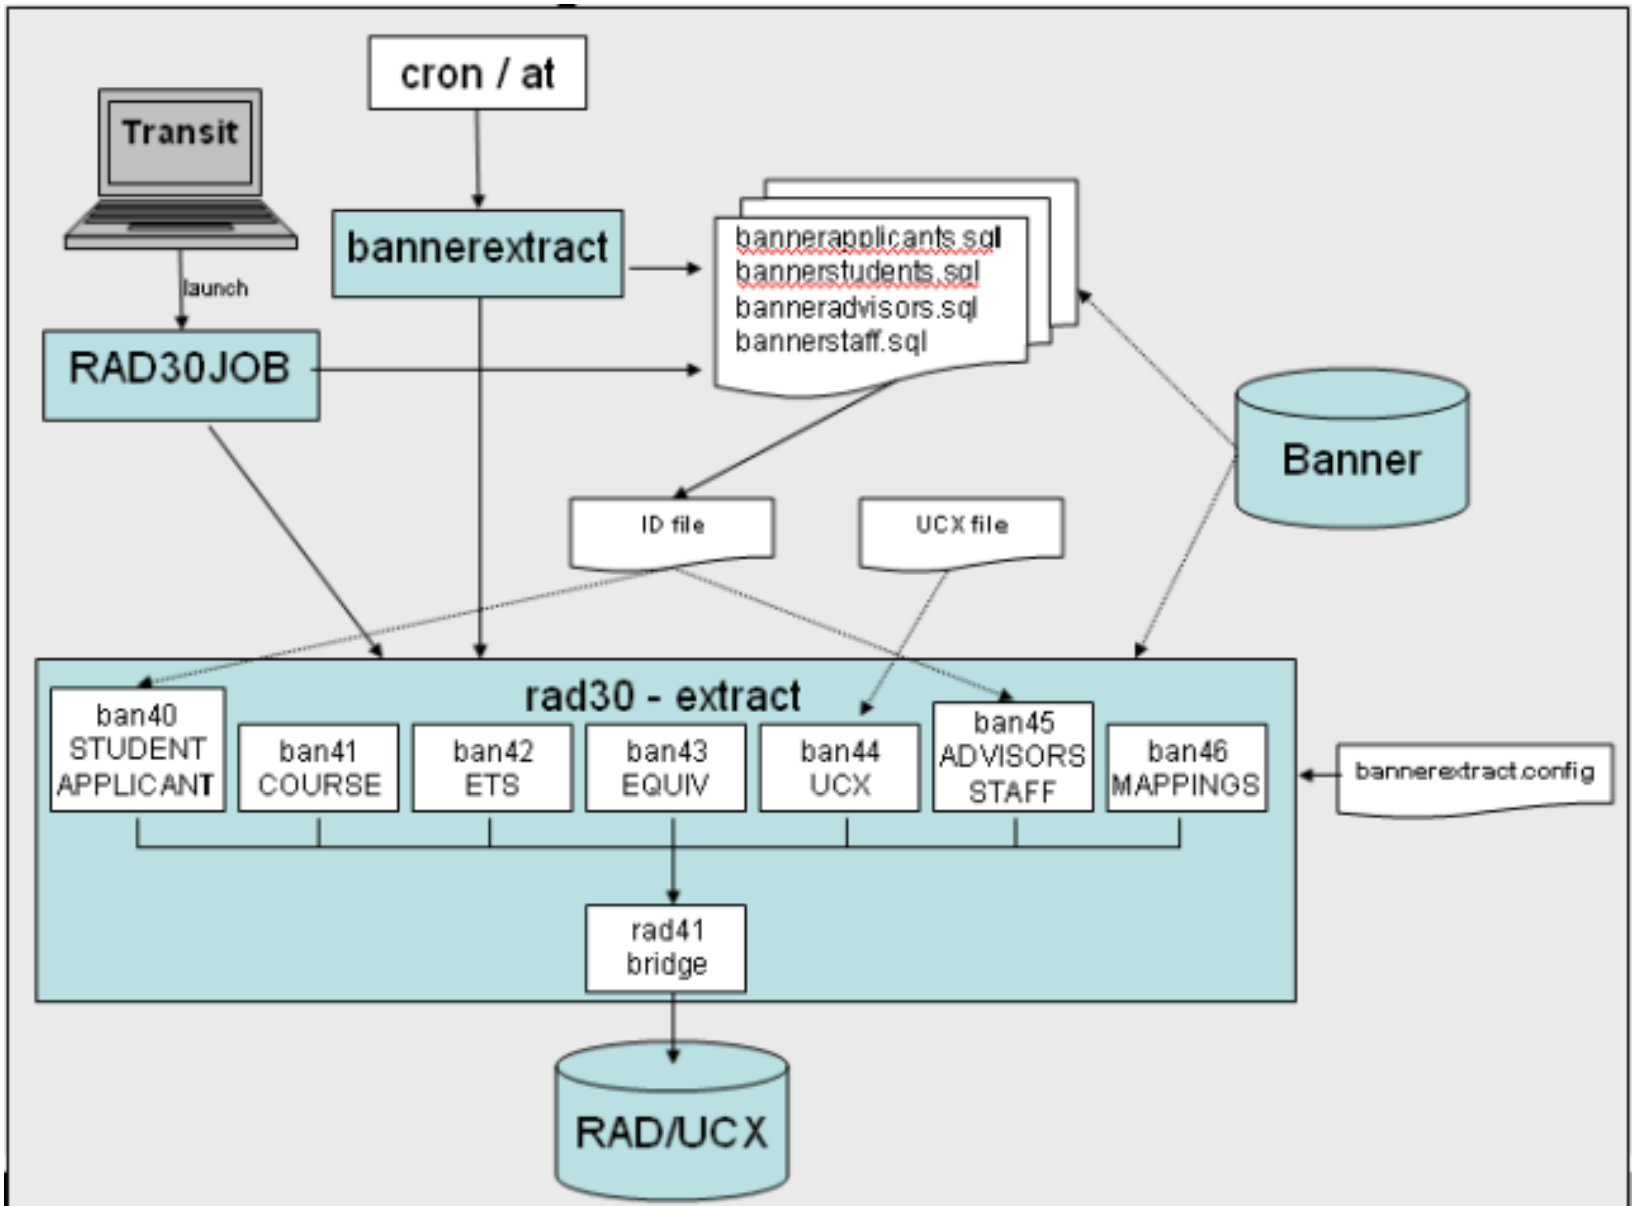 cron / at
Transit
bannerextract
launch
RAD30JOB
bannerapplicants.sql
bannerstudents.sql
banneradvisors.sql
bannerstaff.sql
Banner
ID file
UCX file
rad30 - extract
ban40
STUDENT
APPLICANT
ban41
COURSE
ban42
ETS
ban43
EQUIV
ban44
UCX
ban45
ADVISORS
STAFF
ban46
MAPPINGS
bannerextract.config
rad41
bridge
RAD/UCX